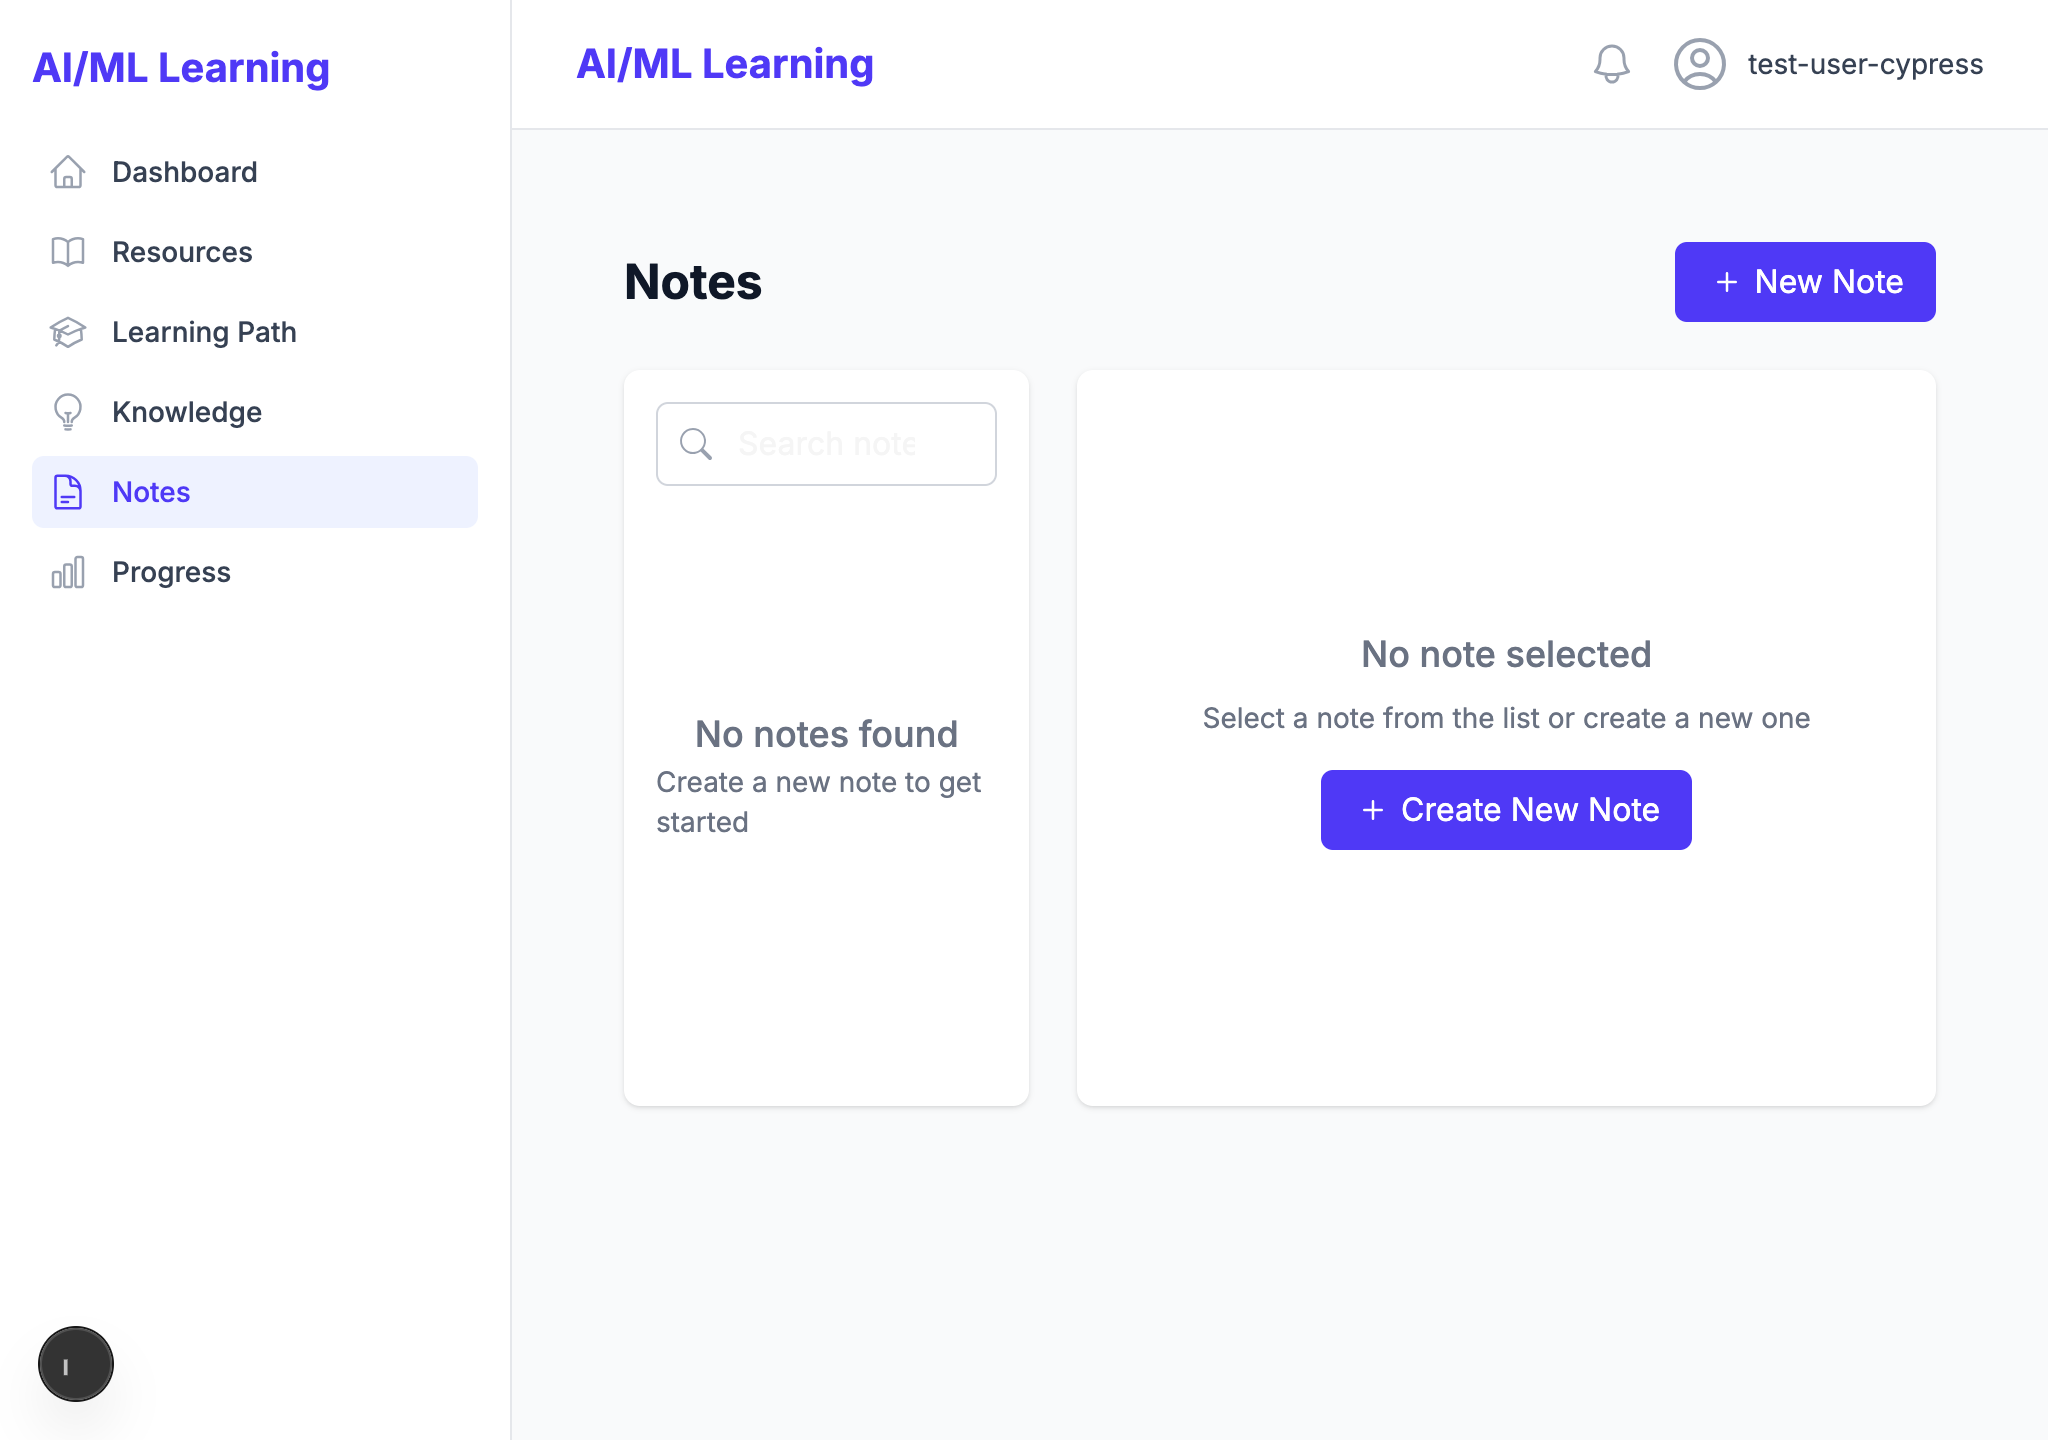 AI/ML Learning
Dashboard
Resources
Learning Path
Knowledge
Notes
Progress
AI/ML Learning
test-user-cypress
Notes
+ New Note
Search note
No notes found
Create a new note to get
started
No note selected
Select a note from the list or create a new one
+ Create New Note